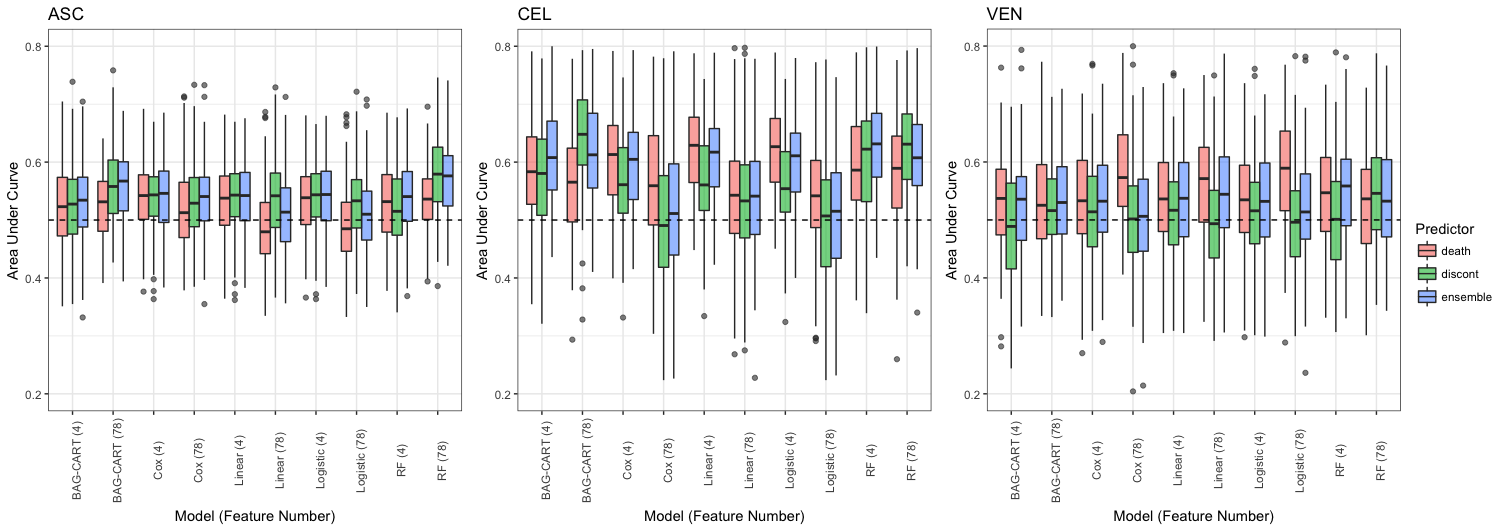 ASC
Area Under Curve
0.8
0.6
0.4
0.2
BAG-CART (4)
BAG-CART (78)
Cox (4)
Cox (78)
Linear (4)
Linear (78)
Logistic (4)
Logistic (78)
RF (4)
RF (78)
Model (Feature Number)
CEL
Area Under Curve
0.8
0.6
0.4
0.2
BAG-CART (4)
BAG-CART (78)
Cox (4)
Cox (78)
Linear (4)
Linear (78)
Logistic (4)
Logistic (78)
RF (4)
RF (78)
Model (Feature Number)
VEN
Area Under Curve
0.8
0.6
0.4
0.2
BAG-CART (4)
BAG-CART (78)
Cox (4)
Cox (78)
Linear (4)
Linear (78)
Logistic (4)
Logistic (78)
RF (4)
RF (78)
Model (Feature Number)
Predictor
death
discont
ensemble